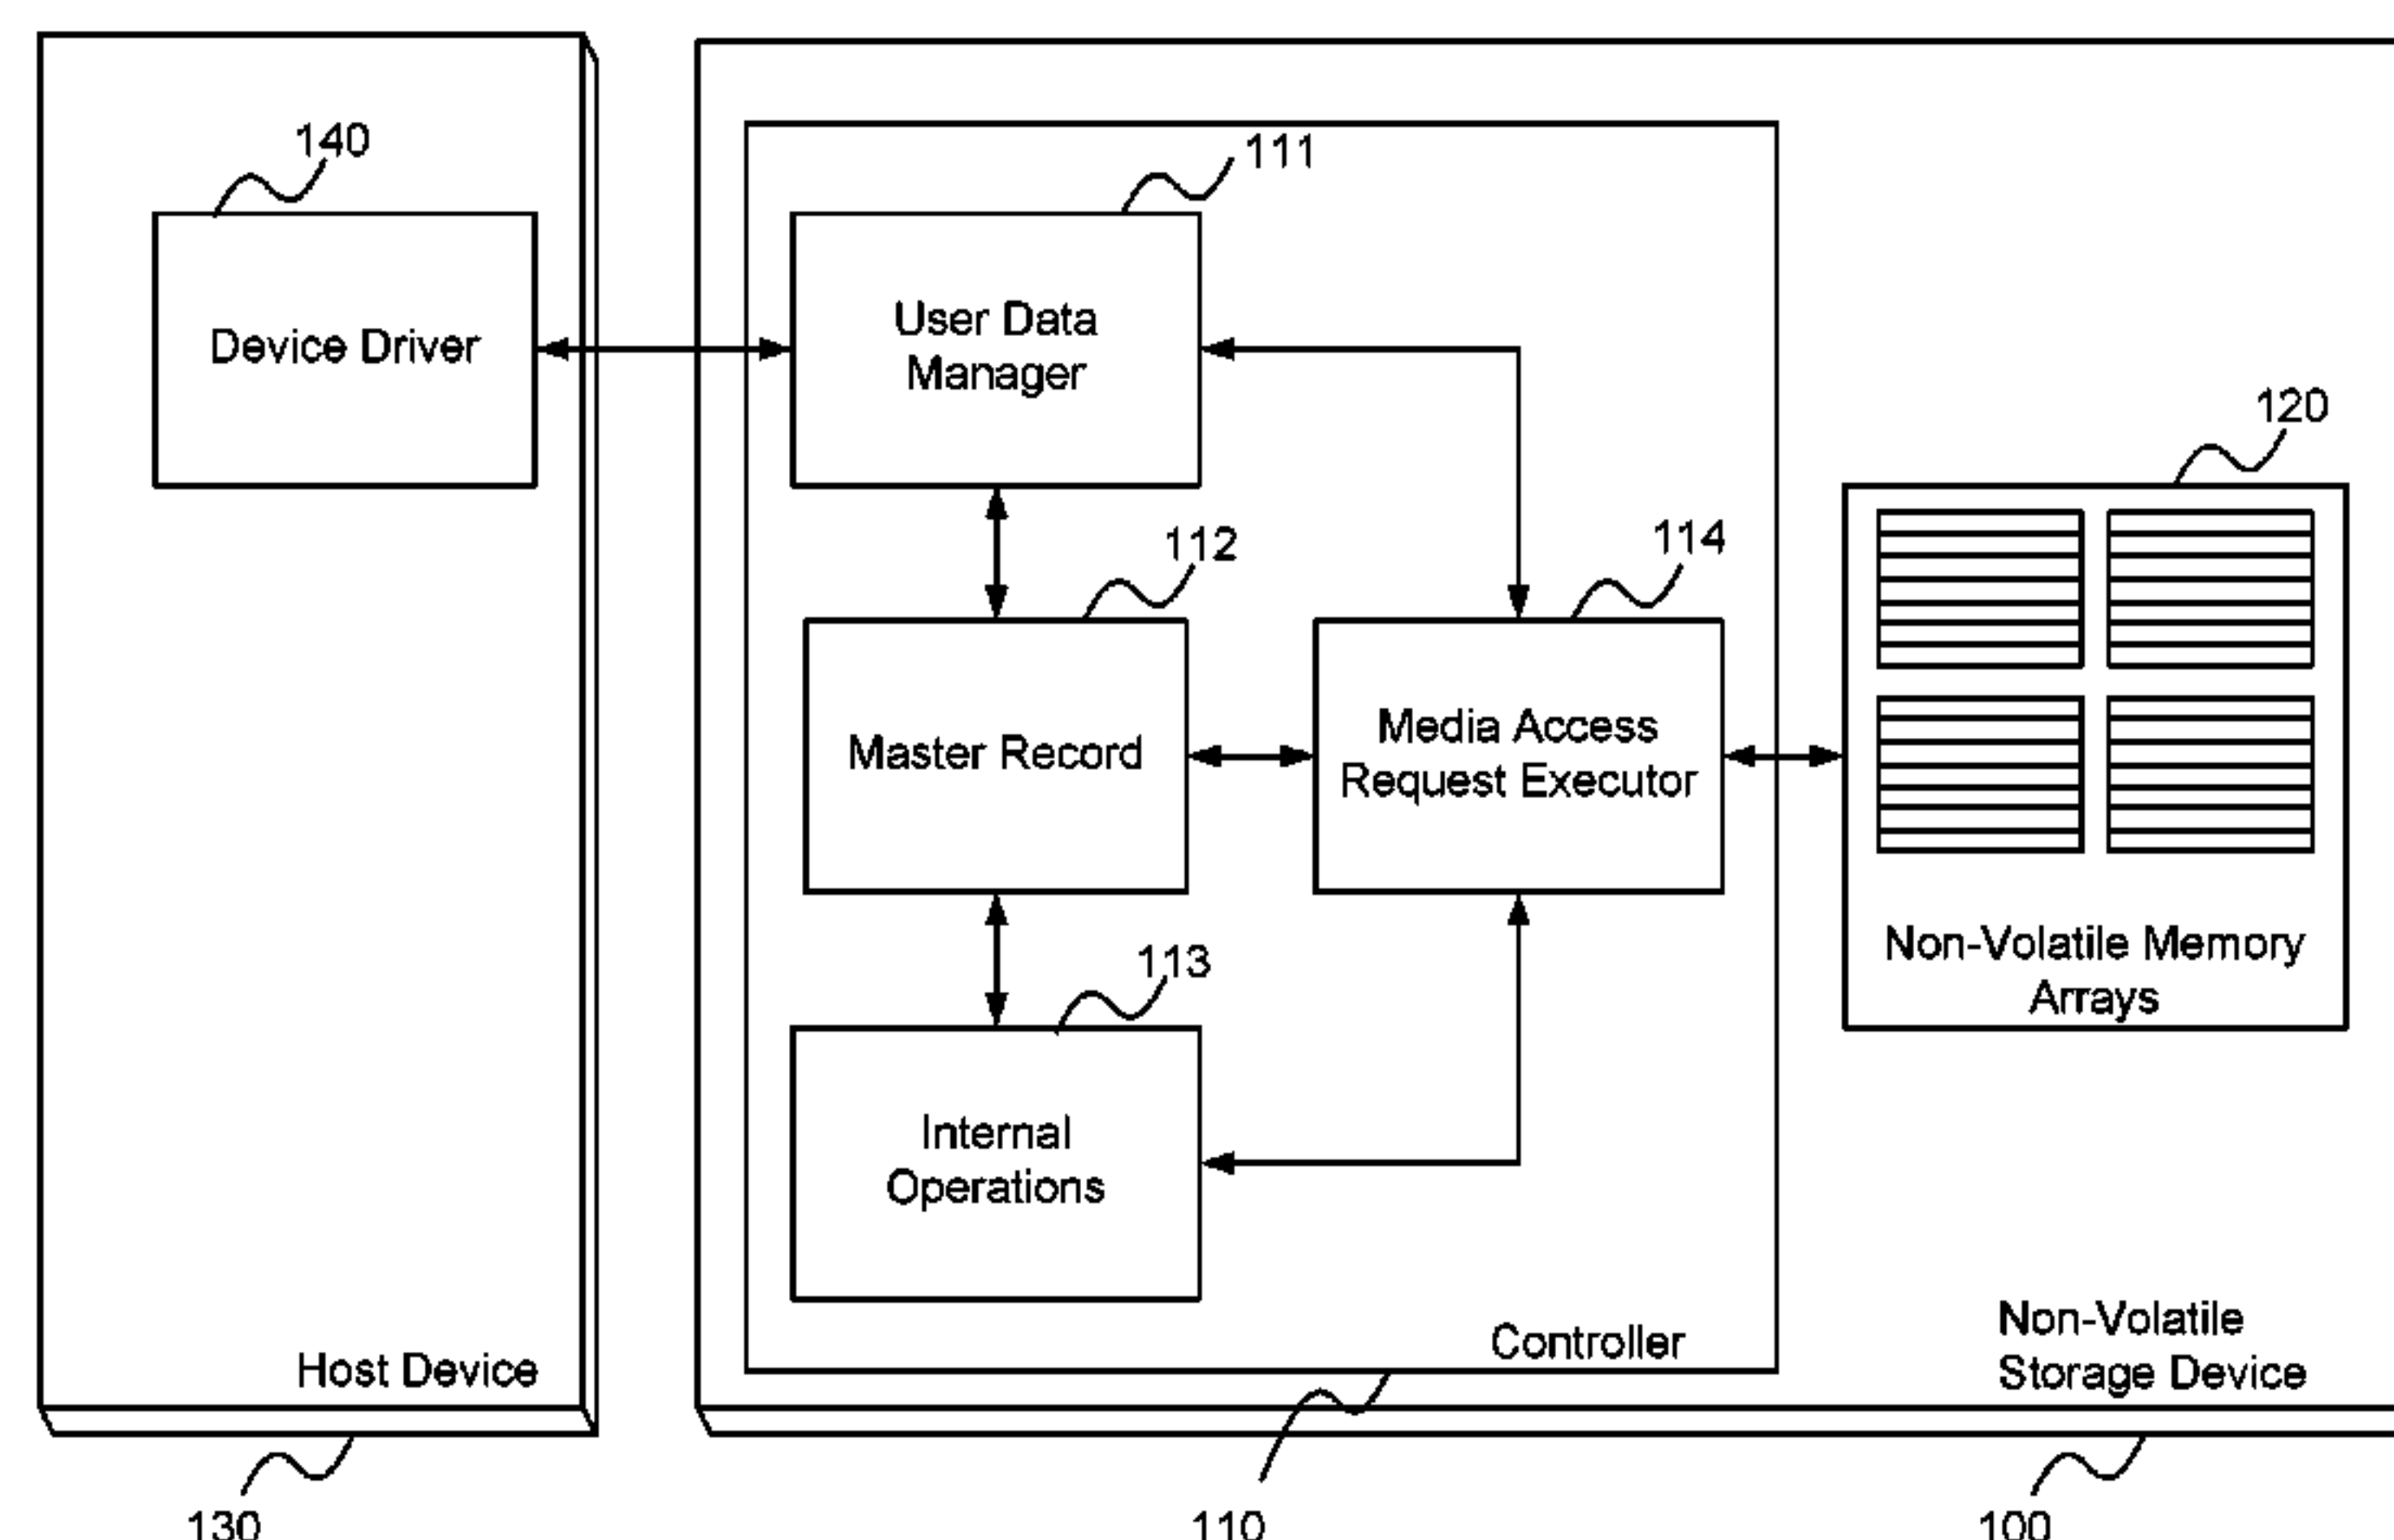 140
111
Device Driver
User Data
Manager
120
112
114
Master Record
Media Access
Request Executor
Non-Volatile Memory
Arrays
113
Internal
Operations
Host Device
Controller
Non-Volatile
Storage Device
130
110
100